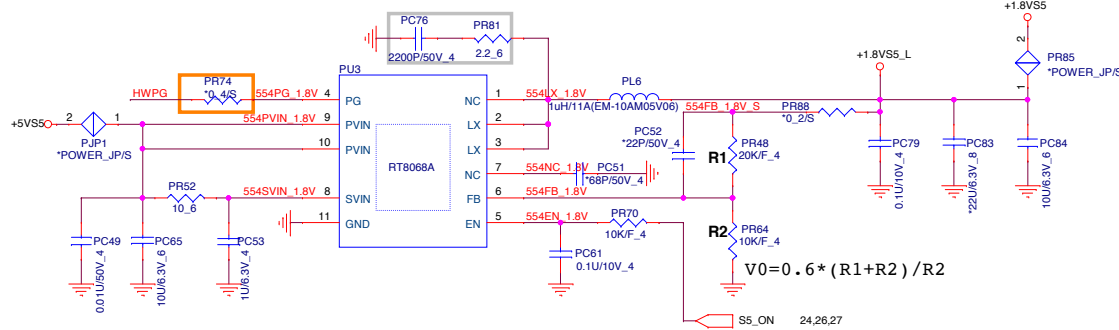 +1.8VS5
PC76
PR81
2200P/50V_4
2.2_6
2
PR85
*POWER_JP/S
1
+1.8VS5_L
PU3
PR74
*0_4/S
HWPG
554PG_1.8V
4
PG
NC
1
554LX_1.8V
PL6
1uH/11A(EM-10AM05V06)
554FB_1.8V_S
PR88
*0_2/S
+5VS5
2
1
PJP1
*POWER_JP/S
554PVIN_1.8V
9
PVIN
LX
2
10
PVIN
LX
3
RT8068A
PC52
*22P/50V_4
R1
PR48
20K/F_4
PC79
0.1U/10V_4
PC83
*22U/6.3V_8
PC84
10U/6.3V_6
NC
7
554NC_1.8V
PC51
*68P/50V_4
PR52
10_6
554SVIN_1.8V
8
SVIN
FB
6
554FB_1.8V
11
GND
EN
5
554EN_1.8V
PR70
10K/F_4
R2
PR64
10K/F_4
PC49
0.01U/50V_4
PC65
10U/6.3V_6
PC53
1U/6.3V_4
PC61
0.1U/10V_4
V0=0.6*(R1+R2)/R2
S5_ON
24,26,27